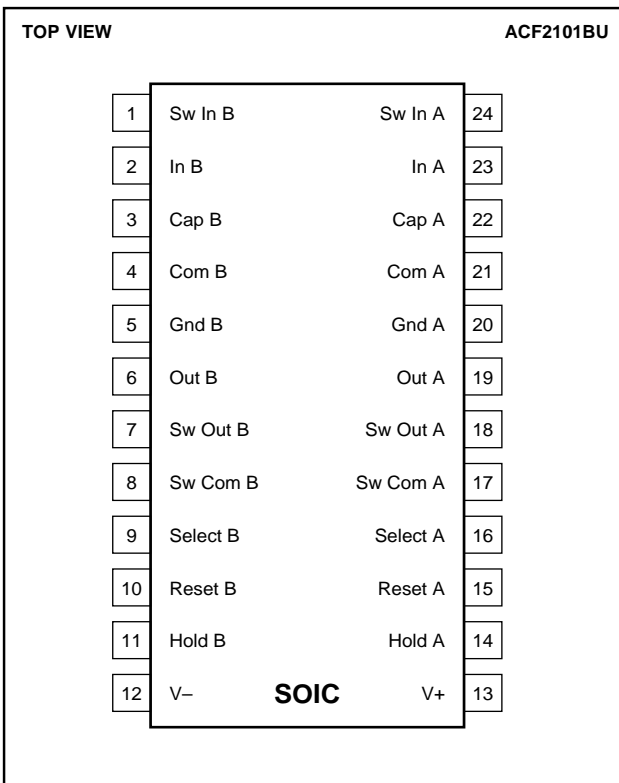 TOP VIEW ACF2101BU
1 Sw In B Sw In A 24
2 In B In A 23
3 Cap B Cap A 22
4 Com B Com A 21
5 Gnd B Gnd A 20
6 Out B Out A 19
7 Sw Out B Sw Out A 18
8 Sw Com B Sw Com A 17
9 Select B Select A 16
10 Reset B Reset A 15
11 Hold B Hold A 14
12 V– SOIC V+ 13